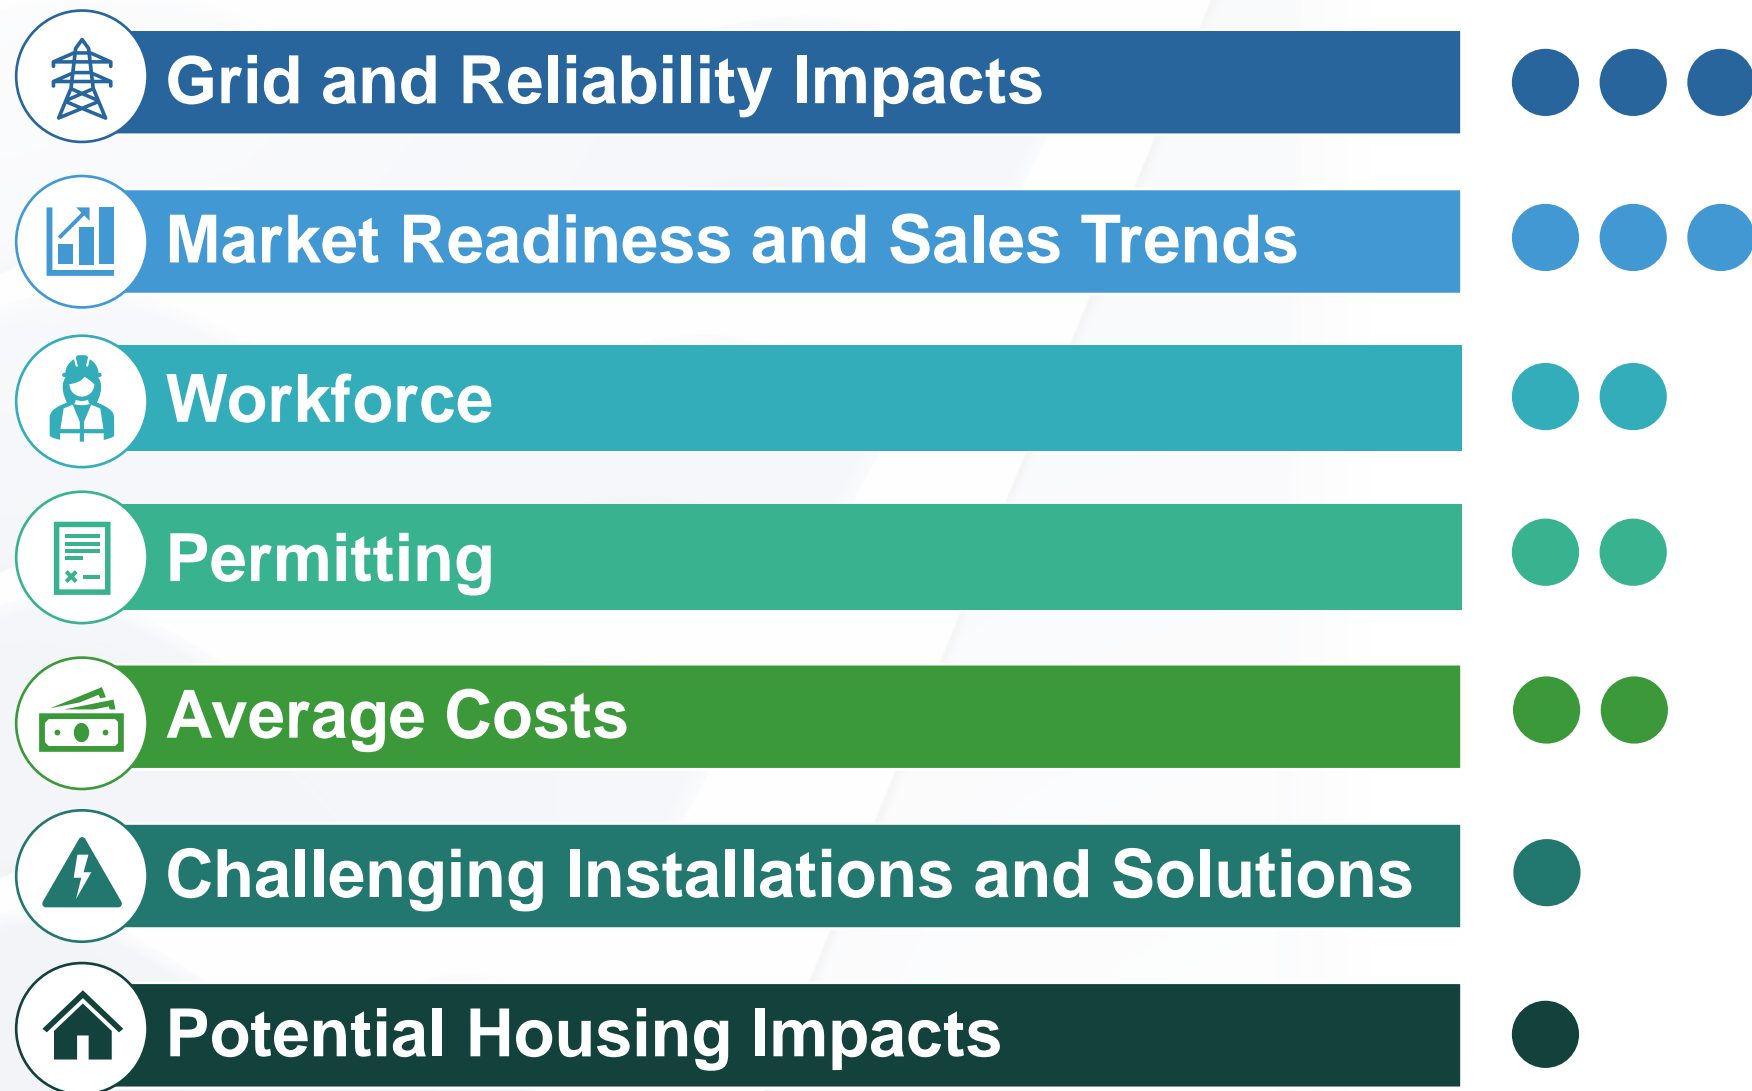 Grid and Reliability Impacts
Market Readiness and Sales Trends
Workforce
Permitting
Average Costs
Challenging Installations and Solutions
Potential Housing Impacts